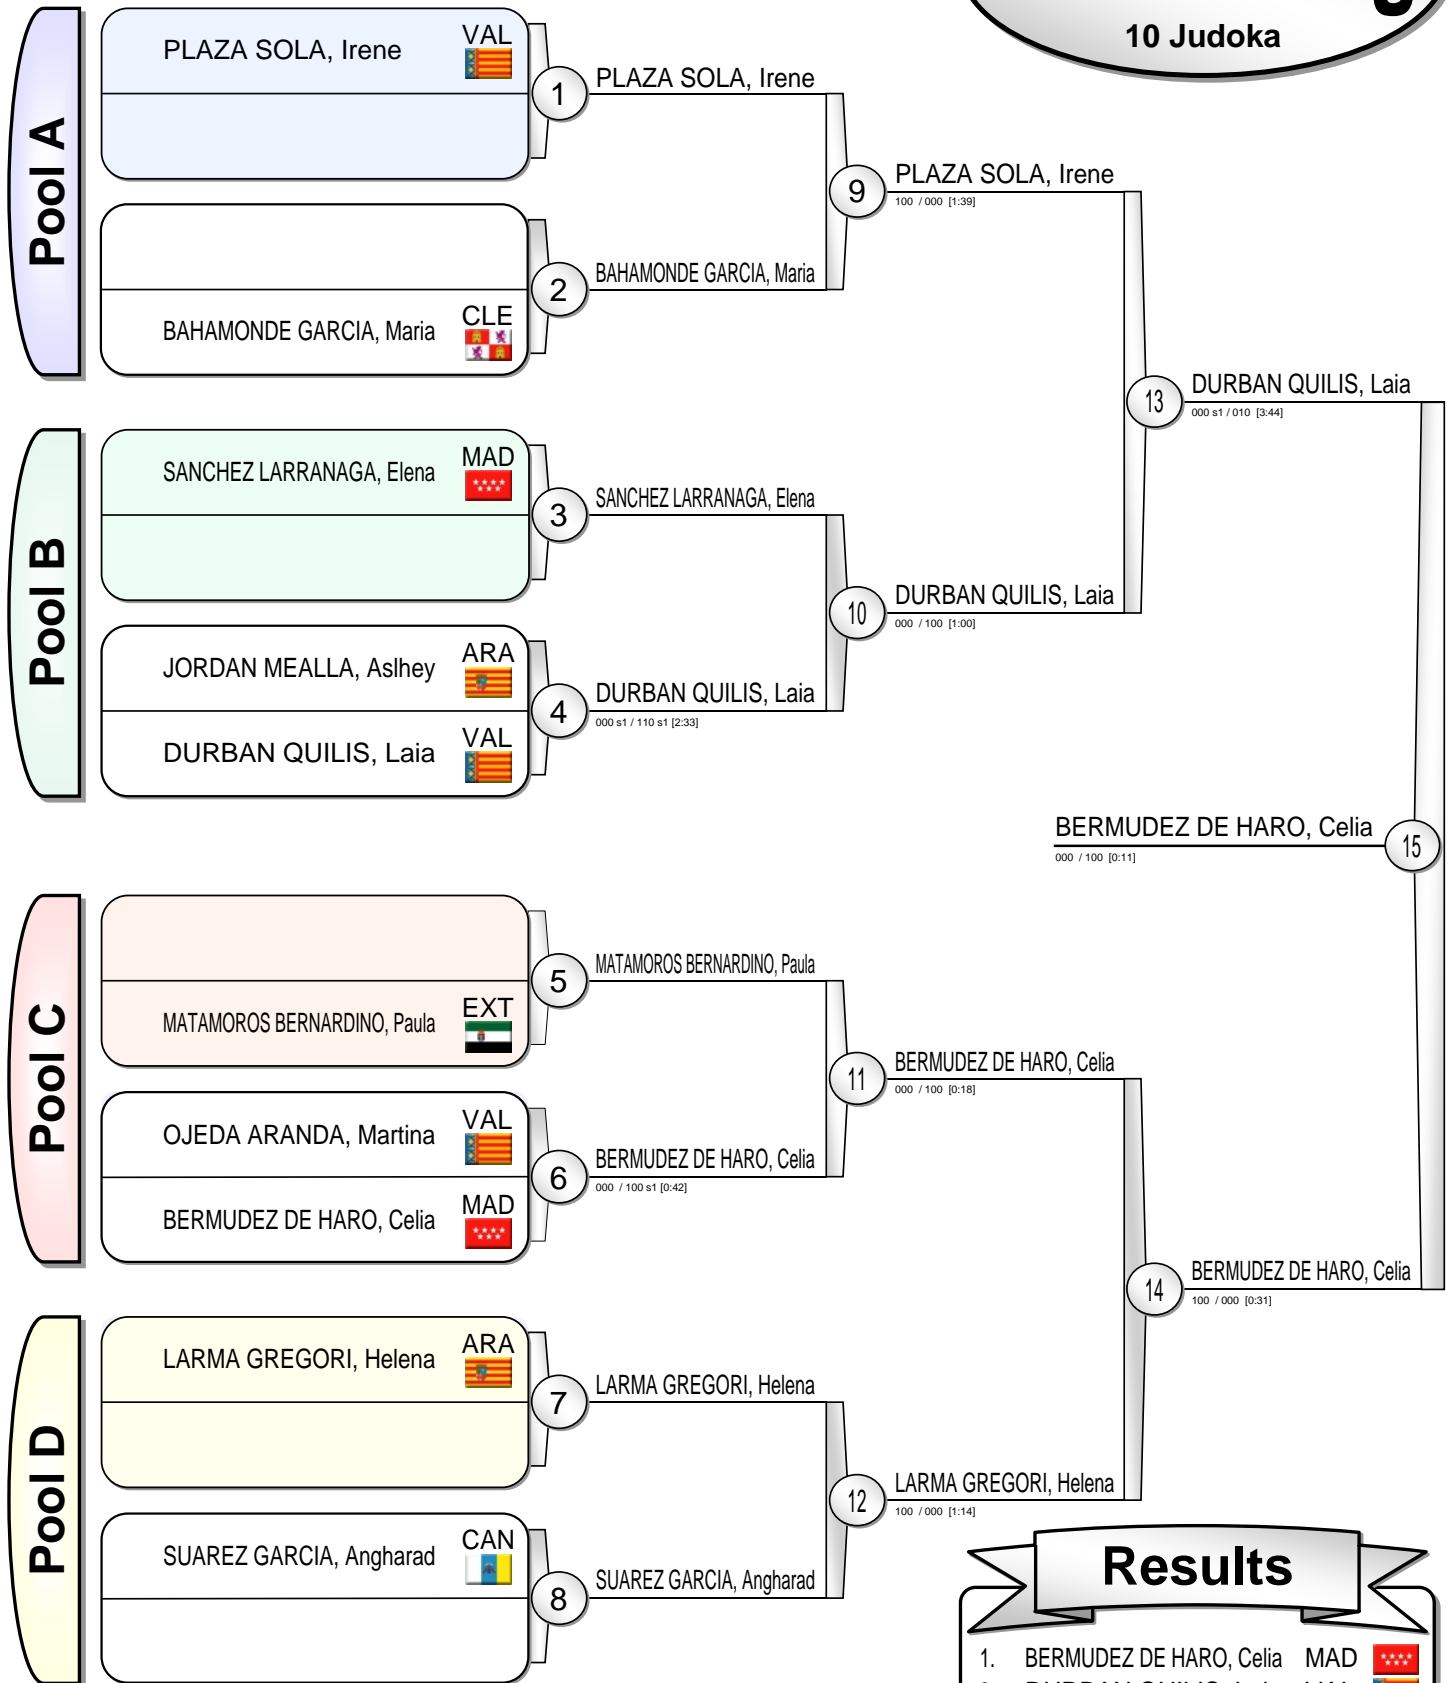 10 Judoka
Pool A
PLAZA SOLA, Irene VAL
1
PLAZA SOLA, Irene
BAHAMONDE GARCIA, Maria CLE
2
BAHAMONDE GARCIA, Maria
9
PLAZA SOLA, Irene
100 / 000 [1:39]
Pool B
SANCHEZ LARRANAGA, Elena MAD
3
SANCHEZ LARRANAGA, Elena
JORDAN MEALLA, Aslhey ARA
DURBAN QUILIS, Laia VAL
4
DURBAN QUILIS, Laia
000 s1 / 110 s1 [2:33]
10
DURBAN QUILIS, Laia
000 / 100 [1:00]
13
DURBAN QUILIS, Laia
000 s1 / 010 [3:44]
BERMUDEZ DE HARO, Celia
000 / 100 [0:11]
15
Pool C
MATAMOROS BERNARDINO, Paula EXT
5
MATAMOROS BERNARDINO, Paula
OJEDA ARANDA, Martina VAL
BERMUDEZ DE HARO, Celia MAD
6
BERMUDEZ DE HARO, Celia
000 / 100 s1 [0:42]
11
BERMUDEZ DE HARO, Celia
000 / 100 [0:18]
14
BERMUDEZ DE HARO, Celia
100 / 000 [0:31]
Pool D
LARMA GREGORI, Helena ARA
7
LARMA GREGORI, Helena
SUAREZ GARCIA, Angharad CAN
8
SUAREZ GARCIA, Angharad
12
LARMA GREGORI, Helena
100 / 000 [1:14]
Results
1. BERMUDEZ DE HARO, Celia MAD